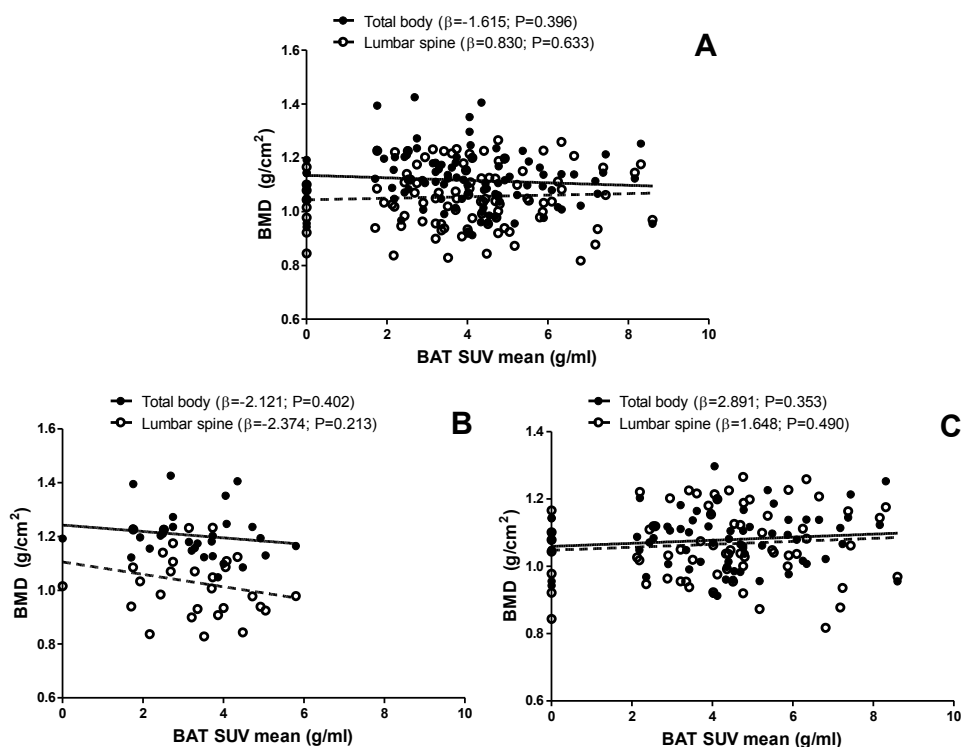 Total body (β=-1.615; P=0.396)
Lumbar spine (β=0.830; P=0.633)
A
1.6
1.4
1.2
1.0
0.8
0.6
BMD (g/cm²)
0 2 4 6 8 10
BAT SUV mean (g/ml)
Total body (β=-2.121; P=0.402)
Lumbar spine (β=-2.374; P=0.213)
B
1.6
1.4
1.2
1.0
0.8
0.6
BMD (g/cm²)
0 2 4 6 8 10
BAT SUV mean (g/ml)
Total body (β=2.891; P=0.353)
Lumbar spine (β=1.648; P=0.490)
C
1.6
1.4
1.2
1.0
0.8
0.6
BMD (g/cm²)
0 2 4 6 8 10
BAT SUV mean (g/ml)